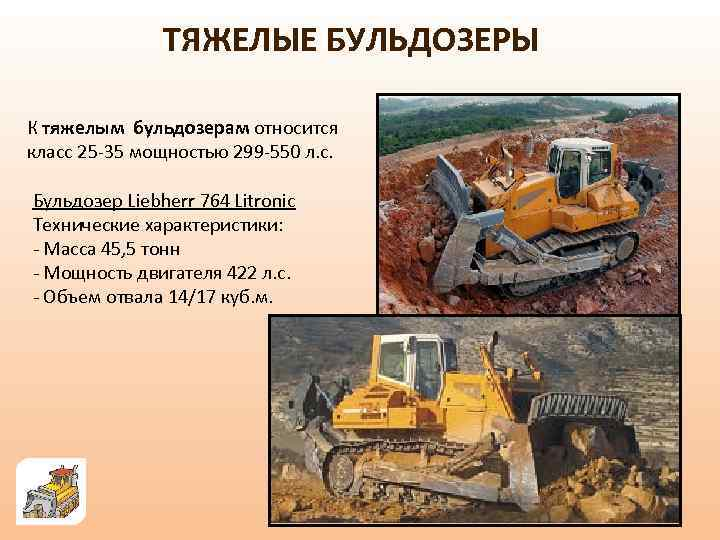 ТЯЖЕЛЫЕ БУЛЬДОЗЕРЫ
К тяжелым бульдозерам относится
класс 25-35 мощностью 299-550 л.с.
Бульдозер Liebherr 764 Litronic
Технические характеристики:
- Масса 45,5 тонн
- Мощность двигателя 422 л.с.
- Объем отвала 14/17 куб.м.